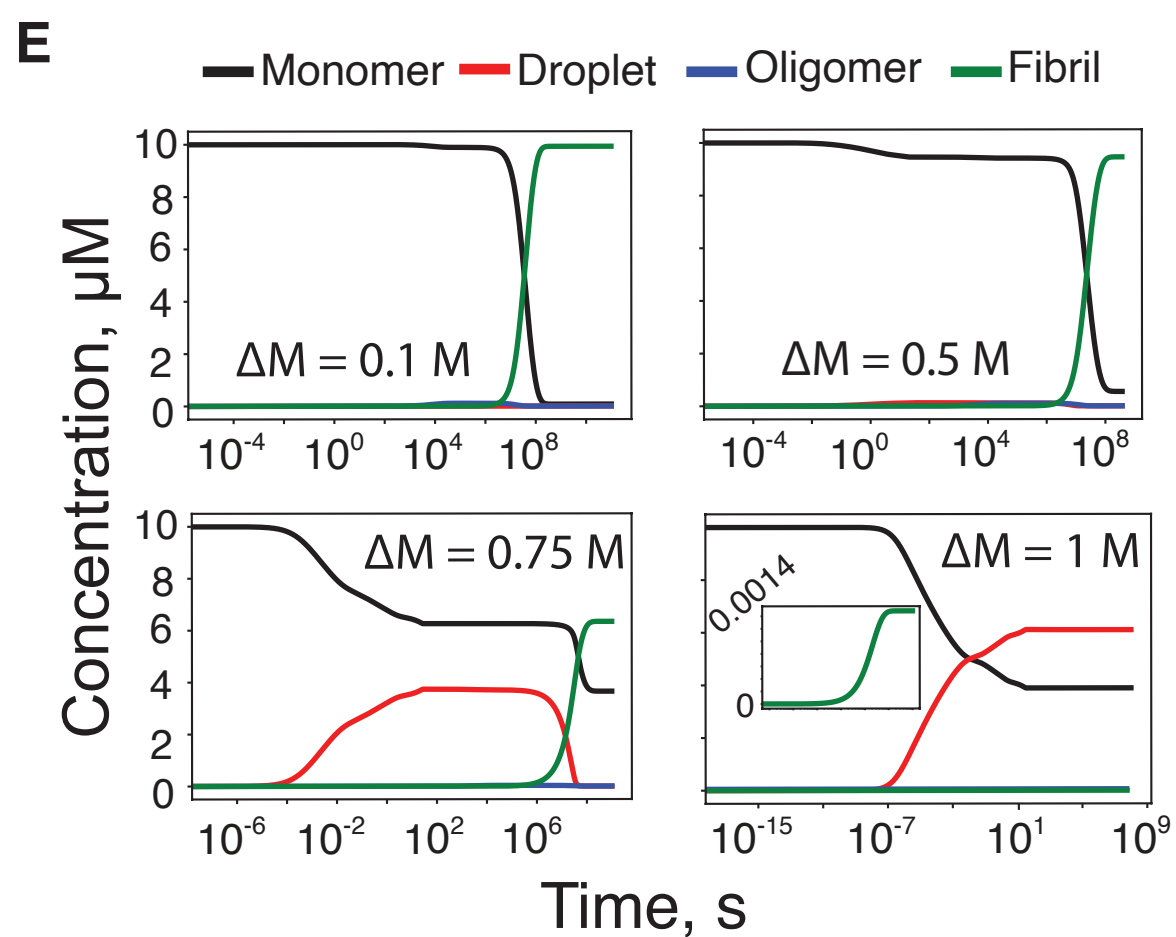 E
Monomer Droplet Oligomer Fibril
Concentration, μM
10
8
6
4
2
0
ΔM = 0.1 M
10-4 100 104 108
ΔM = 0.5 M
10-4 100 104 108
10
8
6
4
2
0
ΔM = 0.75 M
10-6 10-2 102 106
ΔM = 1 M
0.0014
0
10-15 10-7 101 109
Time, s